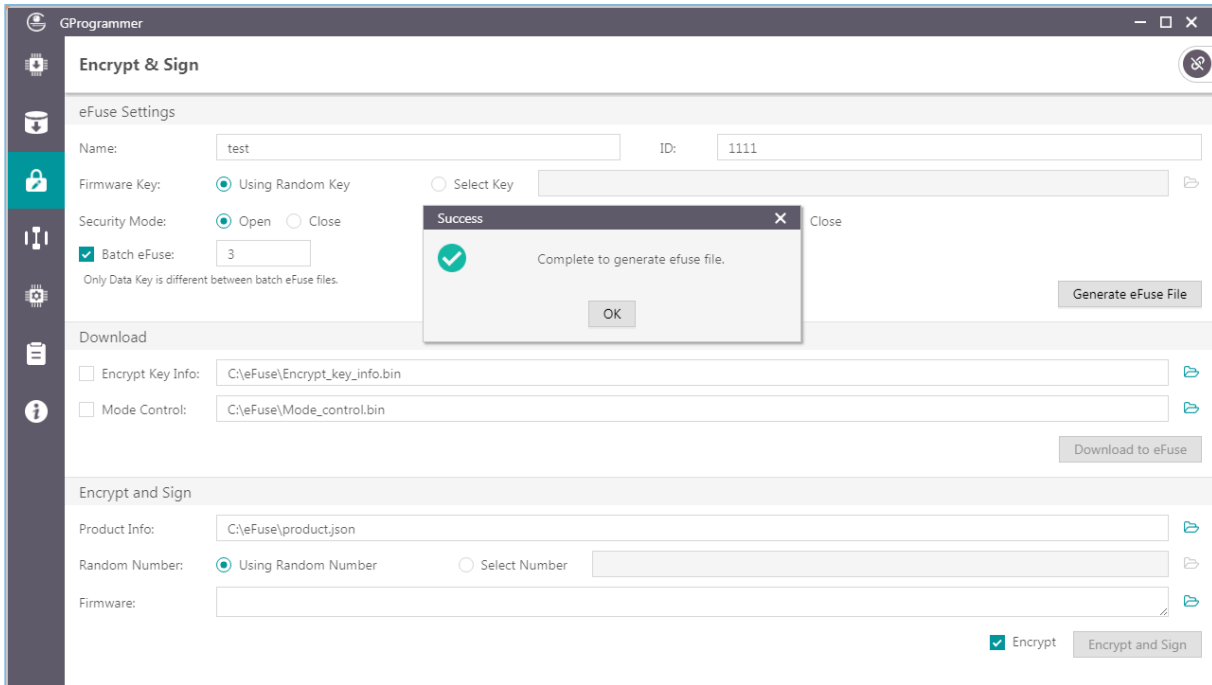 GProgrammer
Encrypt & Sign
eFuse Settings
Name: test ID: 1111
Firmware Key: Using Random Key Select Key
Security Mode: Open Close Close
Batch eFuse: 3
Only Data Key is different between batch eFuse files.
Success
Complete to generate efuse file.
OK
Generate eFuse File
Download
Encrypt Key Info: C:\eFuse\Encrypt_key_info.bin
Mode Control: C:\eFuse\Mode_control.bin
Download to eFuse
Encrypt and Sign
Product Info: C:\eFuse\product.json
Random Number: Using Random Number Select Number
Firmware:
Encrypt Encrypt and Sign